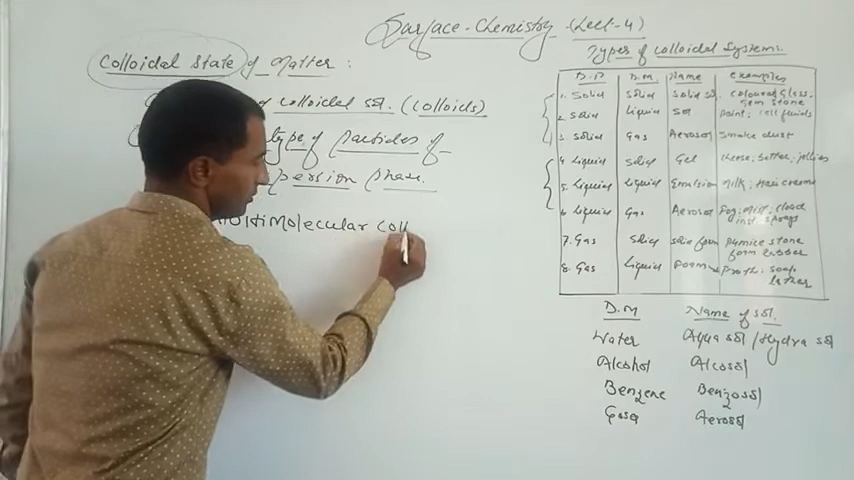 Surface-Chemistry (Lect-4)
Colloidal State of Matter:
of colloidal sol. (Colloids)
type of Particles of
persion phase.
Multimolecular coll
Types of Colloidal Systems.
D.P D.M Name examples
1. Solid Solid Solid sol. coloured glass, gem stone
2. Solid Liquid Sol paint, cell fluids
3. Solid Gas Aerosol Smoke dust
4. Liquid Solid Gel cheese, butter, jellies
5. Liquid Liquid Emulsion Milk, Hair cream
6. Liquid Gas Aerosol Fog, Mist, cloud
7. Gas Solid Solid foam pumice stone
foam rubber
8. Gas Liquid Foam Froth, soap
lather
D.M Name of sol.
Water Aqua sol / Hydra sol
Alcohol Alcosol
Benzene Benzosol
Gases Aerosol